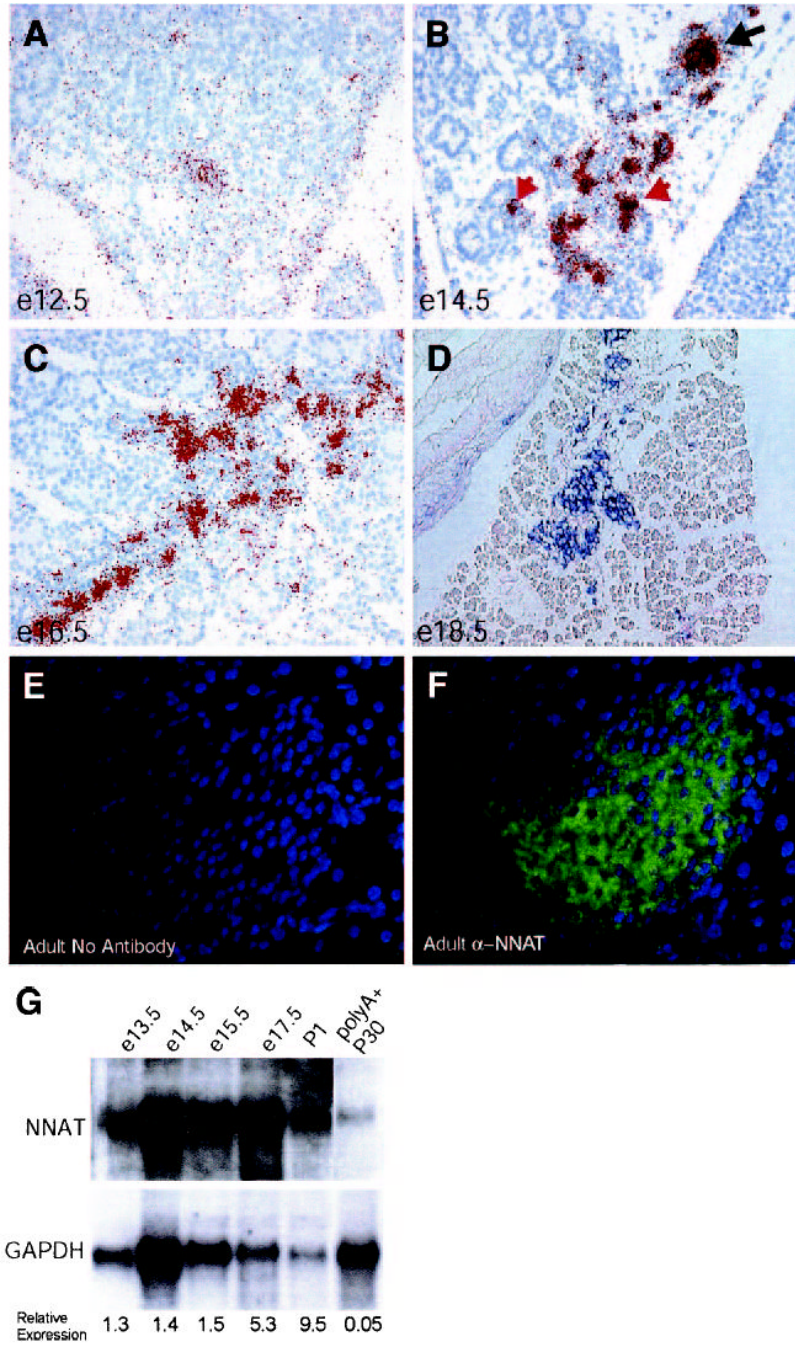 A
e12.5
B
e14.5
C
e16.5
D
e18.5
E
Adult No Antibody
F
Adult α–NNAT
G
e13.5 e14.5 e15.5 e17.5 P1 polyA+ P30
NNAT
GAPDH
Relative
Exoression 1.3 1.4 1.5 5.3 9.5 0.05